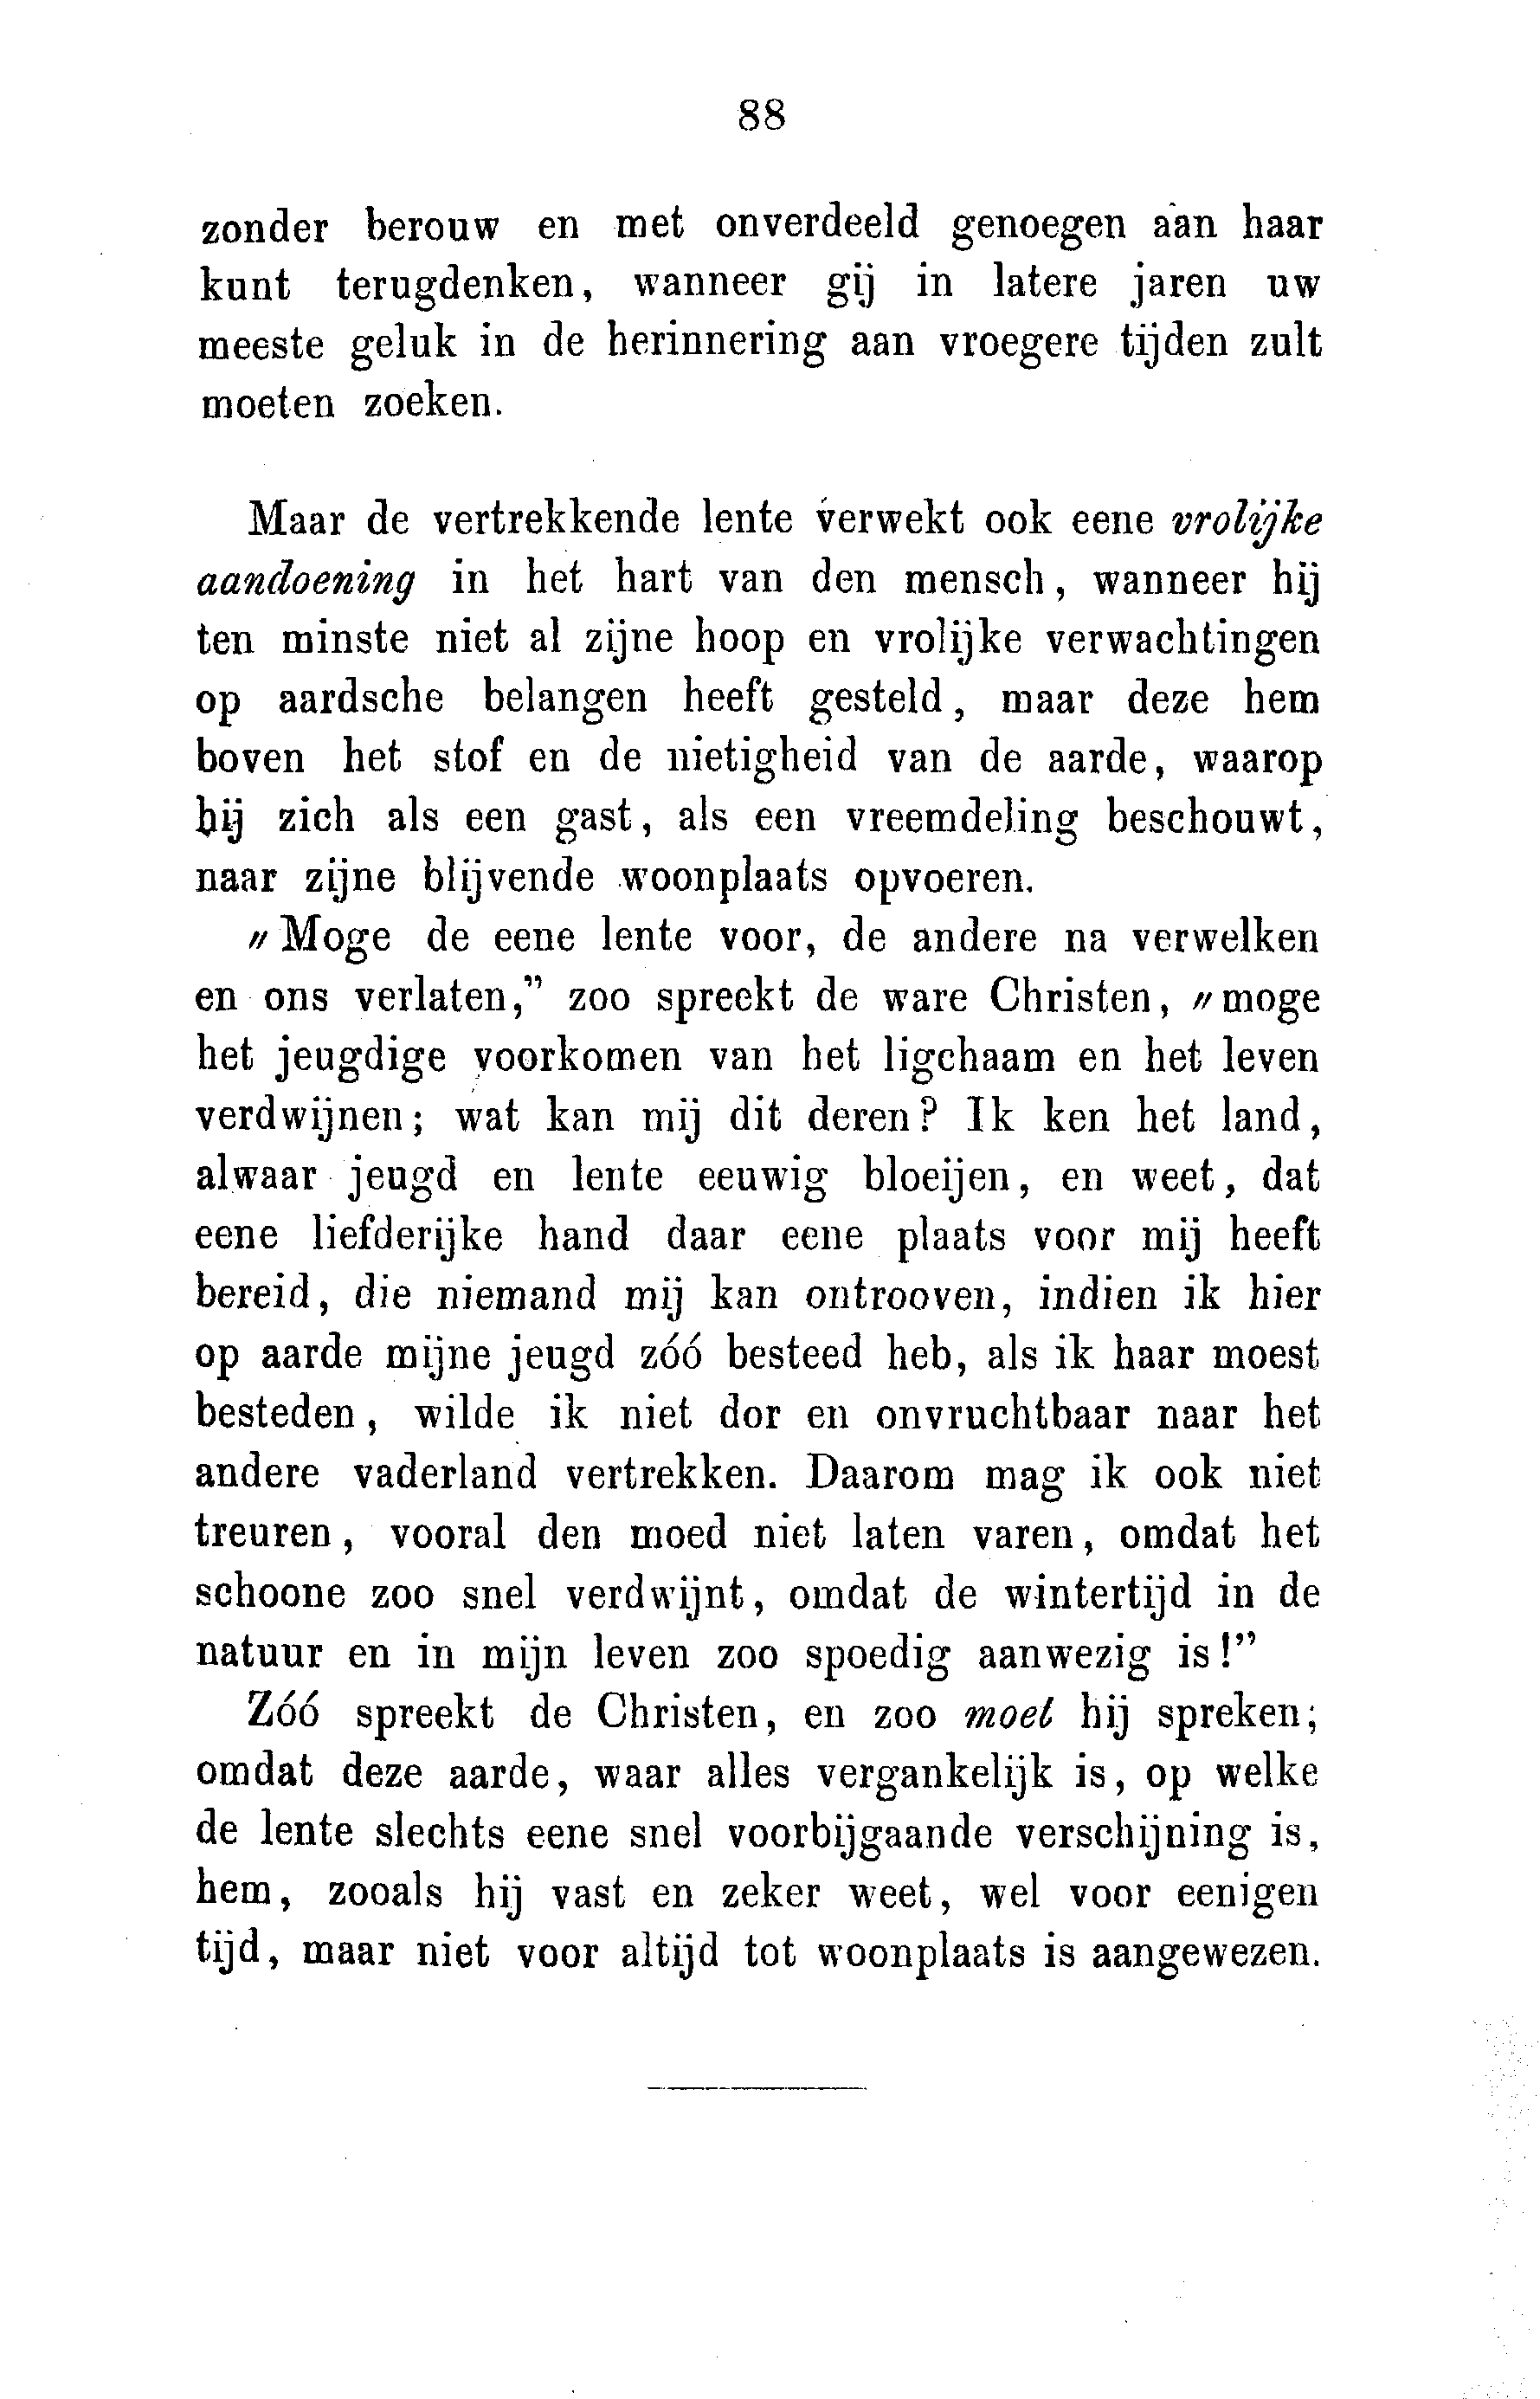 88
zonder berouw en met onverdeeld genoegen aan haar
kunt terugdenken, wanneer gij in latere jaren uw
meeste geluk in de herinnering aan vroegere tijden zult
moeten zoeken.
Maar de vertrekkende lente verwekt ook eene vrolijke
aandoening in het hart van den mensch, wanneer hij
ten minste niet al zijne hoop en vrolijke verwachtingen
op aardsche belangen heeft gesteld, maar deze hem
boven het stof en de nietigheid van de aarde, waarop
hij zich als een gast, als een vreemdeling beschouwt,
naar zijne blijvende woonplaats opvoeren.
〃Moge de eene lente voor, de andere na verwelken
en ons verlaten,” zoo spreekt de ware Christen, 〃moge
het jeugdige voorkomen van het ligchaam en het leven
verdwijnen; wat kan mij dit deren? Ik ken het land,
alwaar jeugd en lente eeuwig bloeijen, en weet, dat
eene liefderijke hand daar eene plaats voor mij heeft
bereid, die niemand mij kan ontrooven, indien ik hier
op aarde mijne jeugd zóó besteed heb, als ik haar moest
besteden, wilde ik niet dor en onvruchtbaar naar het
andere vaderland vertrekken. Daarom mag ik ook niet
treuren, vooral den moed niet laten varen, omdat het
schoone zoo snel verdwijnt, omdat de wintertijd in de
natuur en in mijn leven zoo spoedig aanwezig is!”
Zóó spreekt de Christen, en zoo moet hij spreken;
omdat deze aarde, waar alles vergankelijk is, op welke
de lente slechts eene snel voorbijgaande verschijning is,
hem, zooals hij vast en zeker weet, wel voor eenigen
tijd, maar niet voor altijd tot woonplaats is aangewezen.